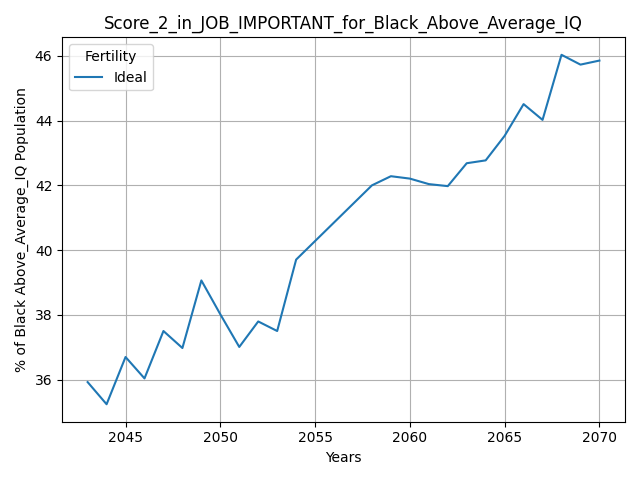 Score_2_in_JOB_IMPORTANT_for_Black_Above_Average_IQ
Fertility
Ideal
% of Black Above_Average_IQ Population
46
44
42
40
38
36
2045 2050 2055 2060 2065 2070
Years